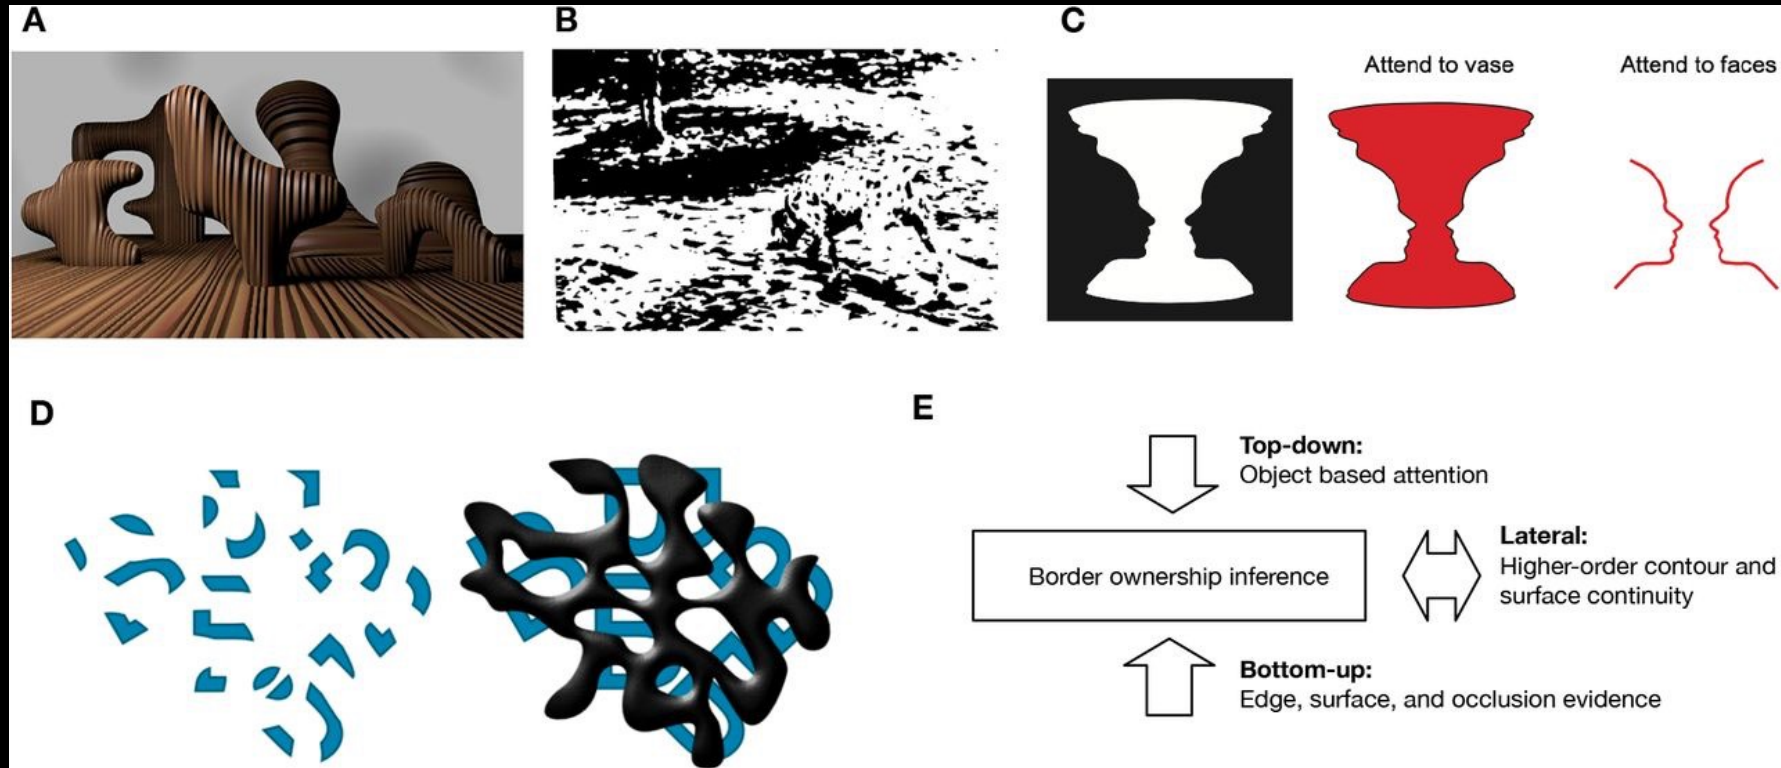 A
B
C
Attend to vase
Attend to faces
D
E
Top-down:
Object based attention
Border ownership inference
Lateral:
Higher-order contour and
surface continuity
Bottom-up:
Edge, surface, and occlusion evidence